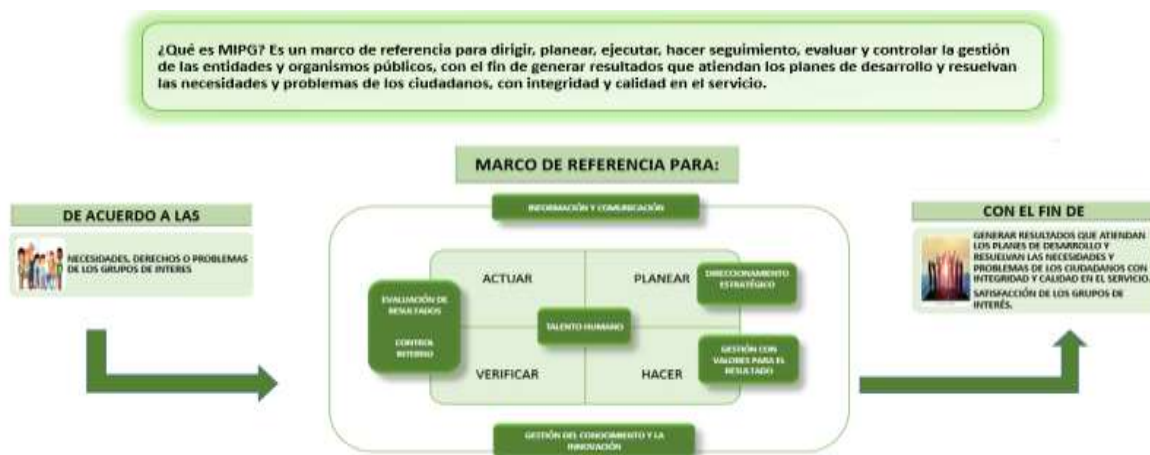 ¿Qué es MIPG? Es un marco de referencia para dirigir, planear, ejecutar, hacer seguimiento, evaluar y controlar la gestión
de las entidades y organismos públicos, con el fin de generar resultados que atiendan los planes de desarrollo y resuelvan
las necesidades y problemas de los ciudadanos, con integridad y calidad en el servicio.
MARCO DE REFERENCIA PARA:
DE ACUERDO A LAS
NECESIDADES, DERECHOS O PROBLEMAS
DE LOS GRUPOS DE INTERES
INFORMACIÓN Y COMUNICACIÓN
ACTUAR
PLANEAR
DIRECCIONAMIENTO
ESTRATÉGICO
EVALUACIÓN DE
RESULTADOS
CONTROL
INTERNO
TALENTO HUMANO
VERIFICAR
HACER
GESTIÓN CON
VALORES PARA EL
RESULTADO
GESTIÓN DEL CONOCIMIENTO Y LA
INNOVACIÓN
CON EL FIN DE
GENERAR RESULTADOS QUE ATIENDAN
LOS PLANES DE DESARROLLO Y
RESUELVAN LAS NECESIDADES Y
PROBLEMAS DE LOS CIUDADANOS CON
INTEGRIDAD Y CALIDAD EN EL SERVICIO.
SATISFACCIÓN DE LOS GRUPOS DE
INTERÉS.